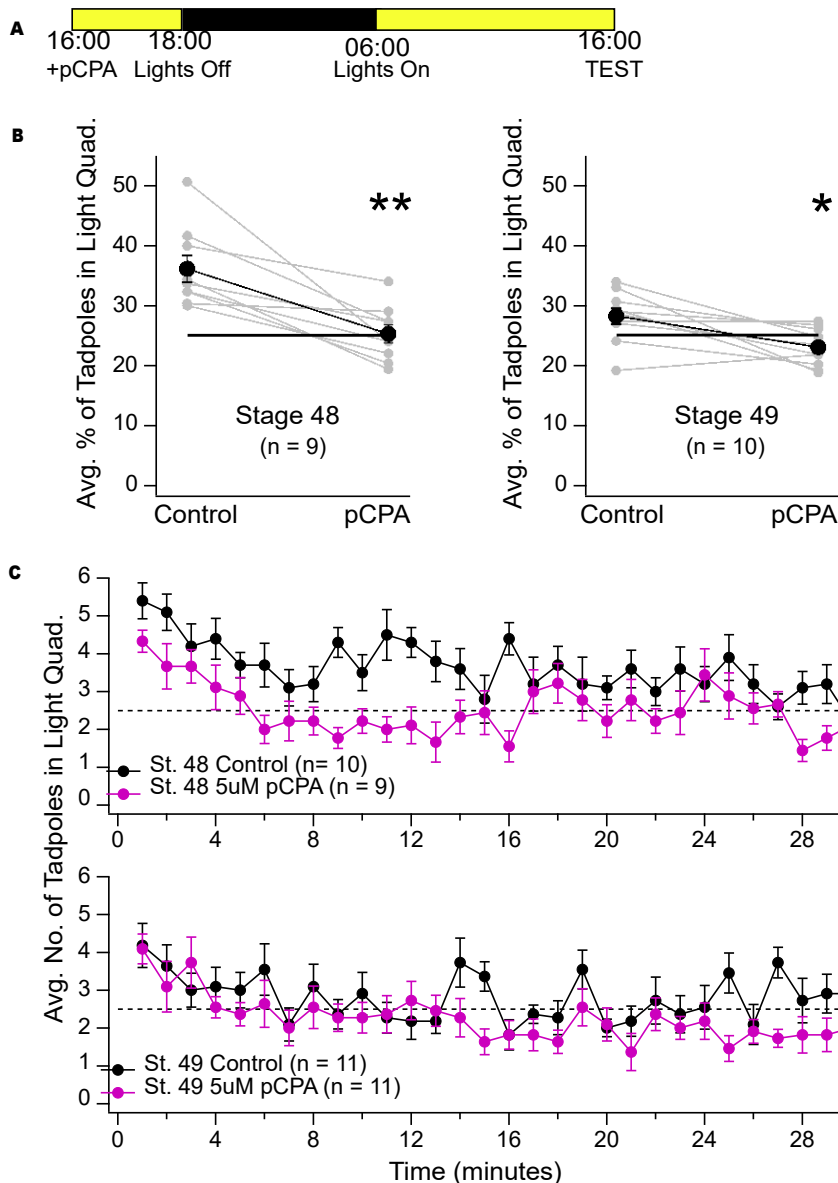 A
16:00 18:00 06:00 16:00
+pCPA Lights Off Lights On TEST
B
Avg. % of Tadpoles in Light Quad.
50
40
30
20
10
0
**
Stage 48
(n = 9)
Control pCPA
Avg. % of Tadpoles in Light Quad.
50
40
30
20
10
0
*
Stage 49
(n = 10)
Control pCPA
C
Avg. No. of Tadpoles in Light Quad.
6
5
4
3
2
1
0
St. 48 Control (n= 10)
St. 48 5uM pCPA (n = 9)
0 4 8 12 16 20 24 28
6
5
4
3
2
1
0
St. 49 Control (n = 11)
St. 49 5uM pCPA (n = 11)
0 4 8 12 16 20 24 28
Time (minutes)